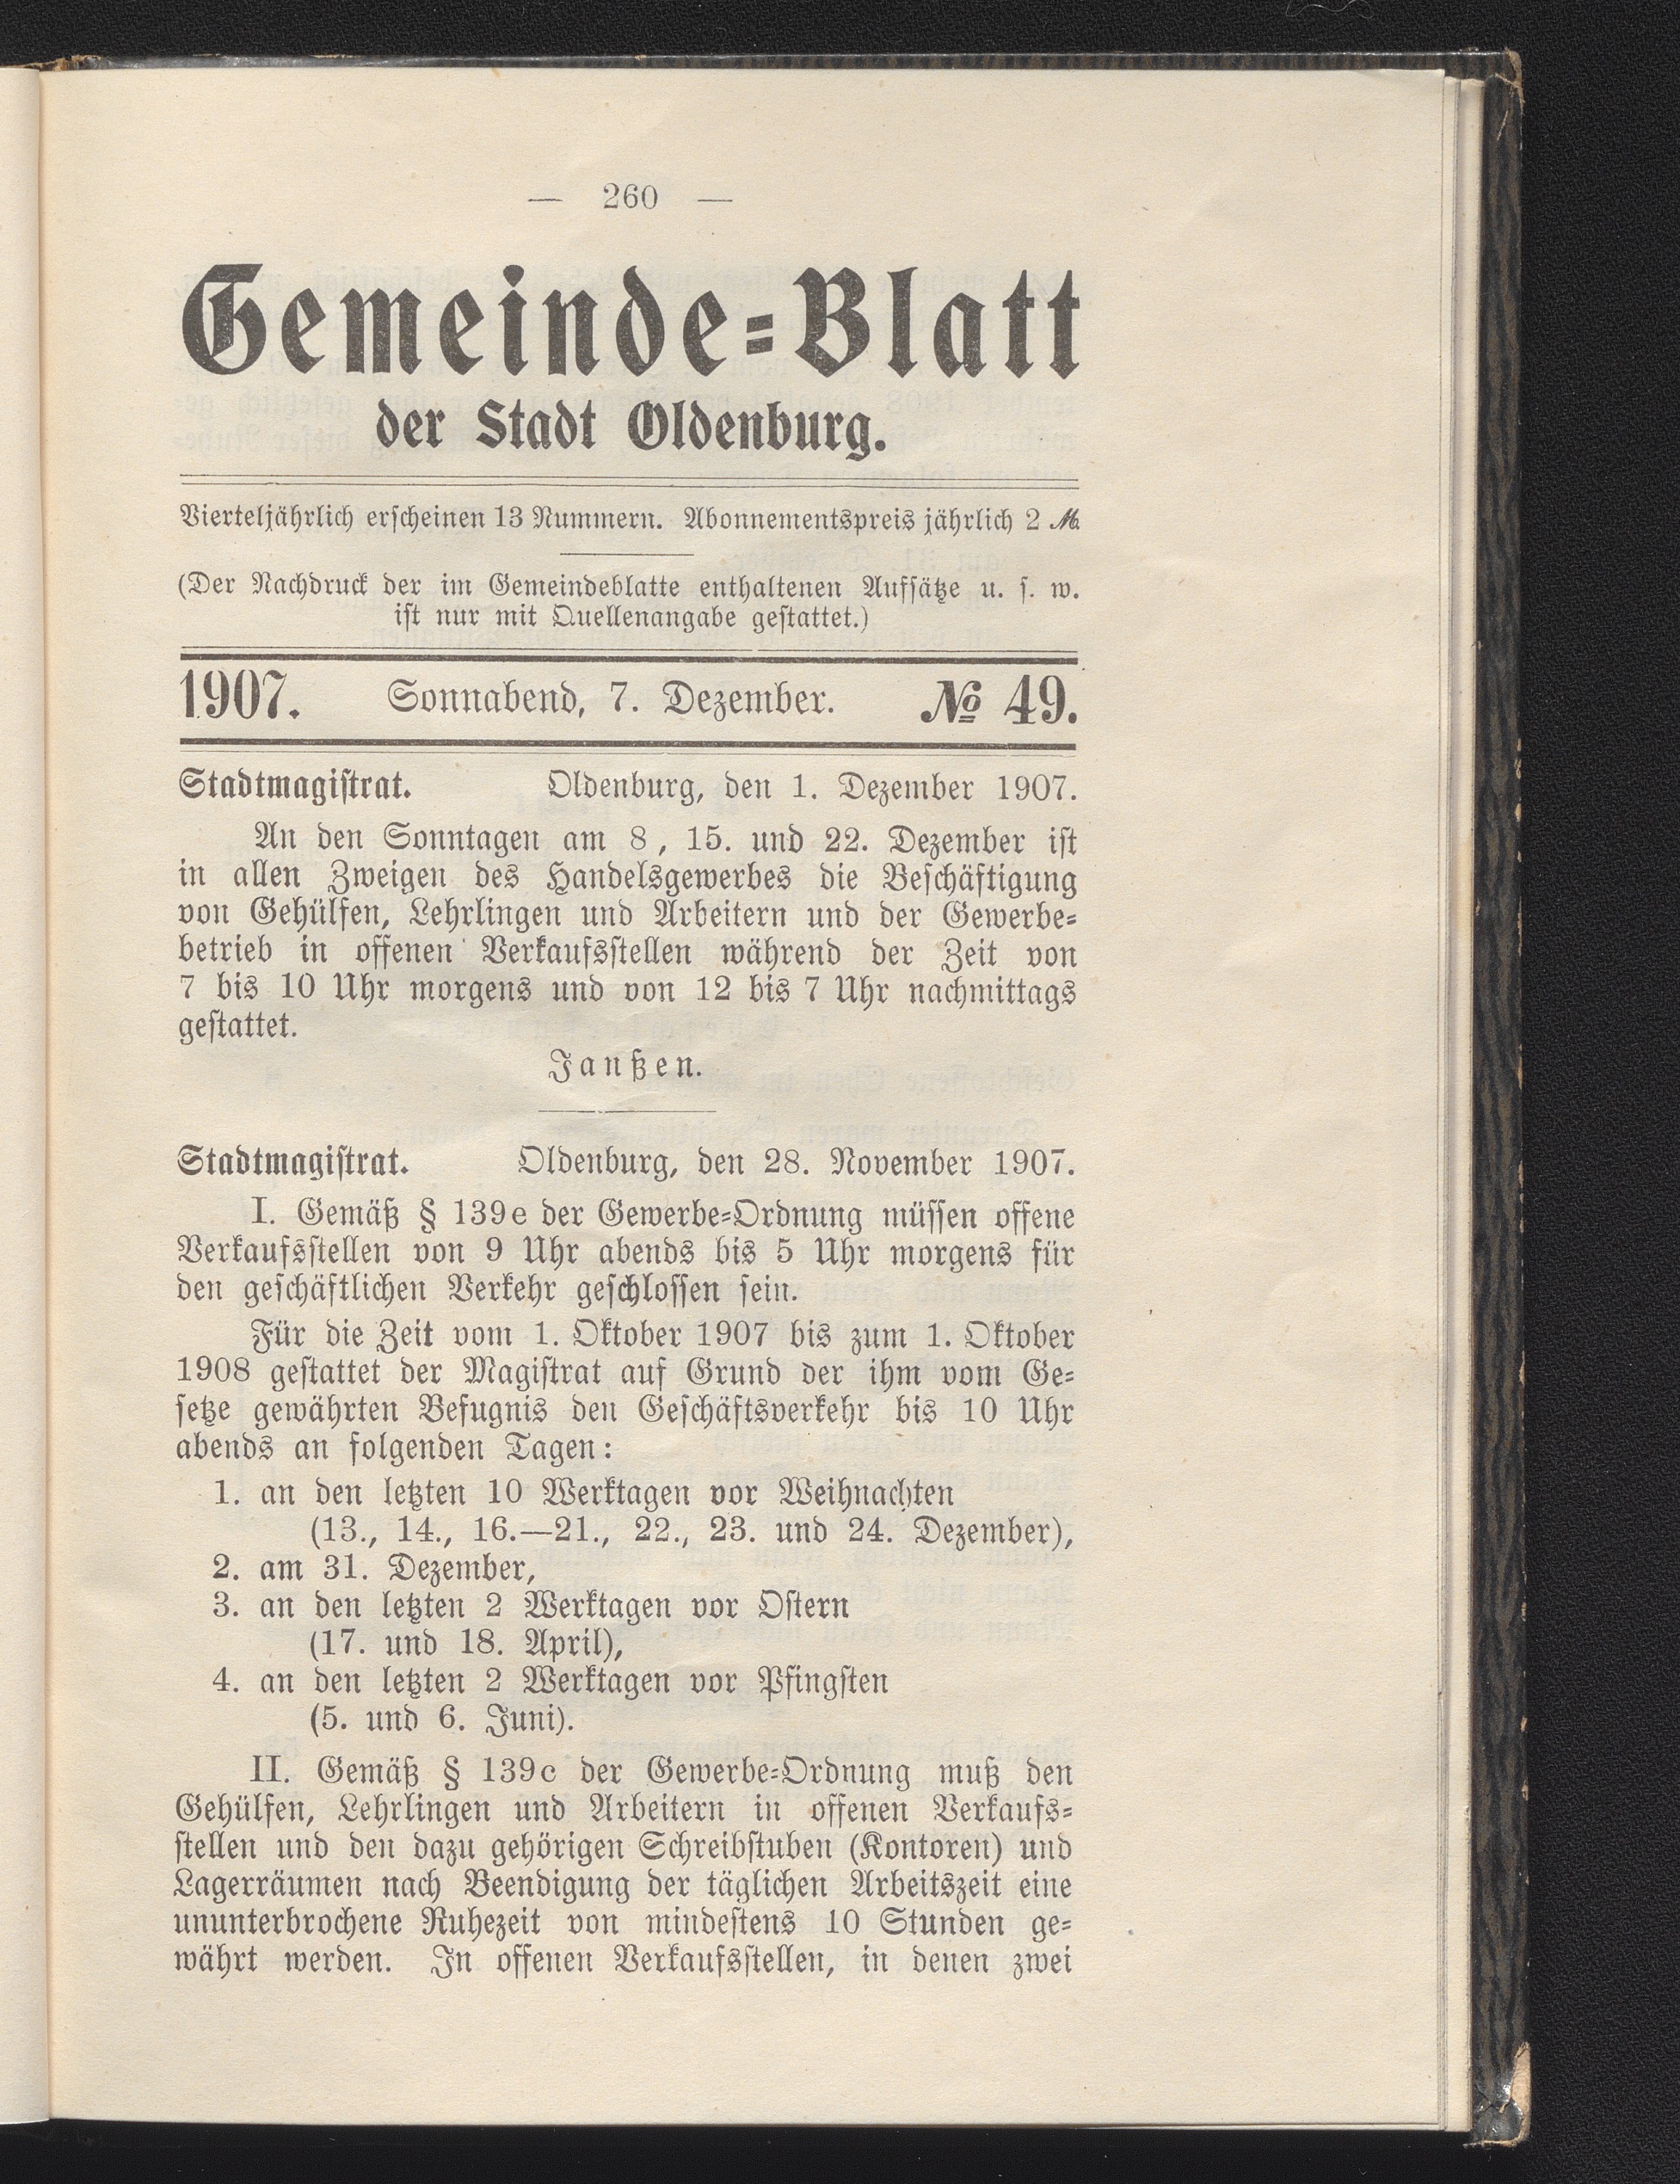 — 260 —
Gemeinde=Blatt
der Stadt Oldenburg.
Vierteljährlich erſcheinen 13 Nummern. Abonnementspreis jährlich 2 ℳ.
(Der Nachdruck der im Gemeindeblatte enthaltenen Aufſätze u. ſ. w.
iſt nur mit Quellenangabe geſtattet.)
1907. Sonnabend, 7. Dezember. № 49.
Stadtmagiſtrat. Oldenburg, den 1. Dezember 1907.
An den Sonntagen am 8 , 15. und 22. Dezember iſt
in allen Zweigen des Handelsgewerbes die Beſchäftigung
von Gehülfen, Lehrlingen und Arbeitern und der Gewerbe=
betrieb in offenen Verkaufsſtellen während der Zeit von
7 bis 10 Uhr morgens und von 12 bis 7 Uhr nachmittags
geſtattet.
Janßen.
Stadtmagiſtrat. Oldenburg, den 28. November 1907.
I. Gemäß § 139e der Gewerbe=Ordnung müſſen offene
Verkaufsſtellen von 9 Uhr abends bis 5 Uhr morgens für
den geſchäftlichen Verkehr geſchloſſen ſein.
Für die Zeit vom 1. Oktober 1907 bis zum 1. Oktober
1908 geſtattet der Magiſtrat auf Grund der ihm vom Ge=
ſetze gewährten Befugnis den Geſchäftsverkehr bis 10 Uhr
abends an folgenden Tagen:
1. an den letzten 10 Werktagen vor Weihnachten
(13., 14., 16.—21., 22., 23. und 24. Dezember),
2. am 31. Dezember,
3. an den letzten 2 Werktagen vor Oſtern
(17. und 18. April),
4. an den letzten 2 Werktagen vor Pfingſten
(5. und 6. Juni).
II. Gemäß § 139c der Gewerbe=Ordnung muß den
Gehülfen, Lehrlingen und Arbeitern in offenen Verkaufs=
ſtellen und den dazu gehörigen Schreibſtuben (Kontoren) und
Lagerräumen nach Beendigung der täglichen Arbeitszeit eine
ununterbrochene Ruhezeit von mindeſtens 10 Stunden ge=
währt werden. In offenen Verkaufsſtellen, in denen zwei